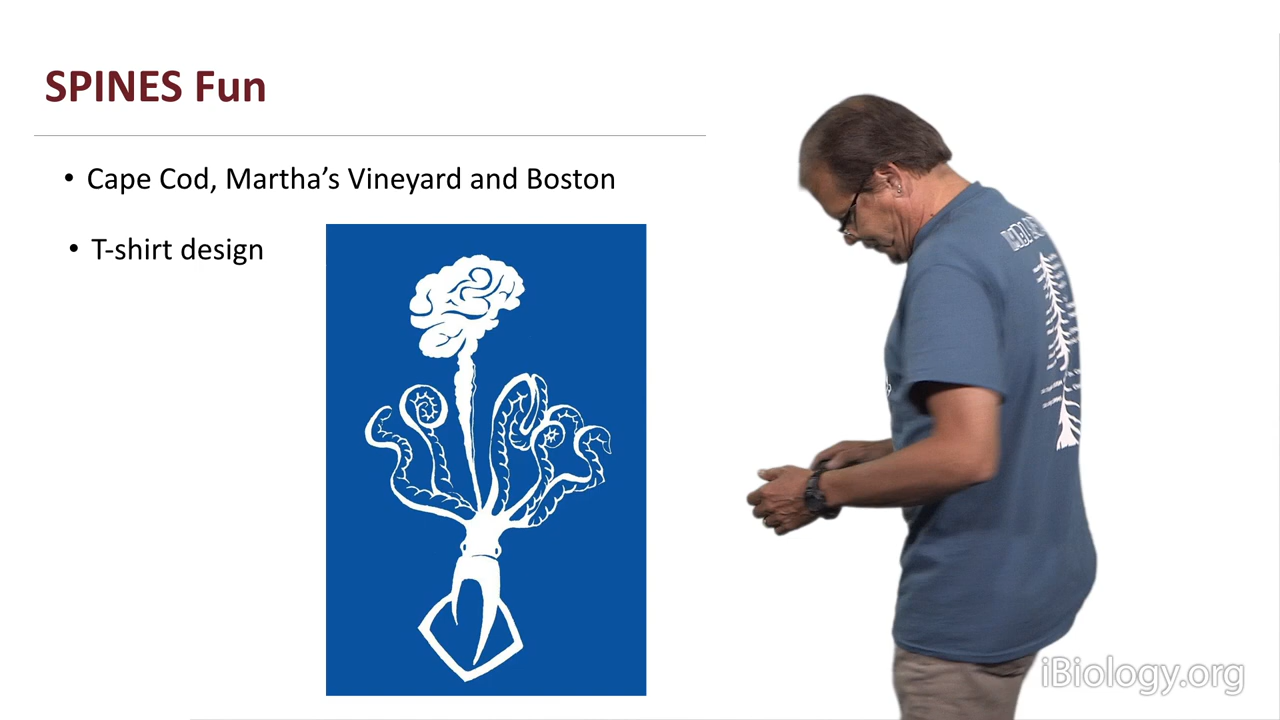 SPINES Fun
• Cape Cod, Martha’s Vineyard and Boston
• T-shirt design
iBiology.org